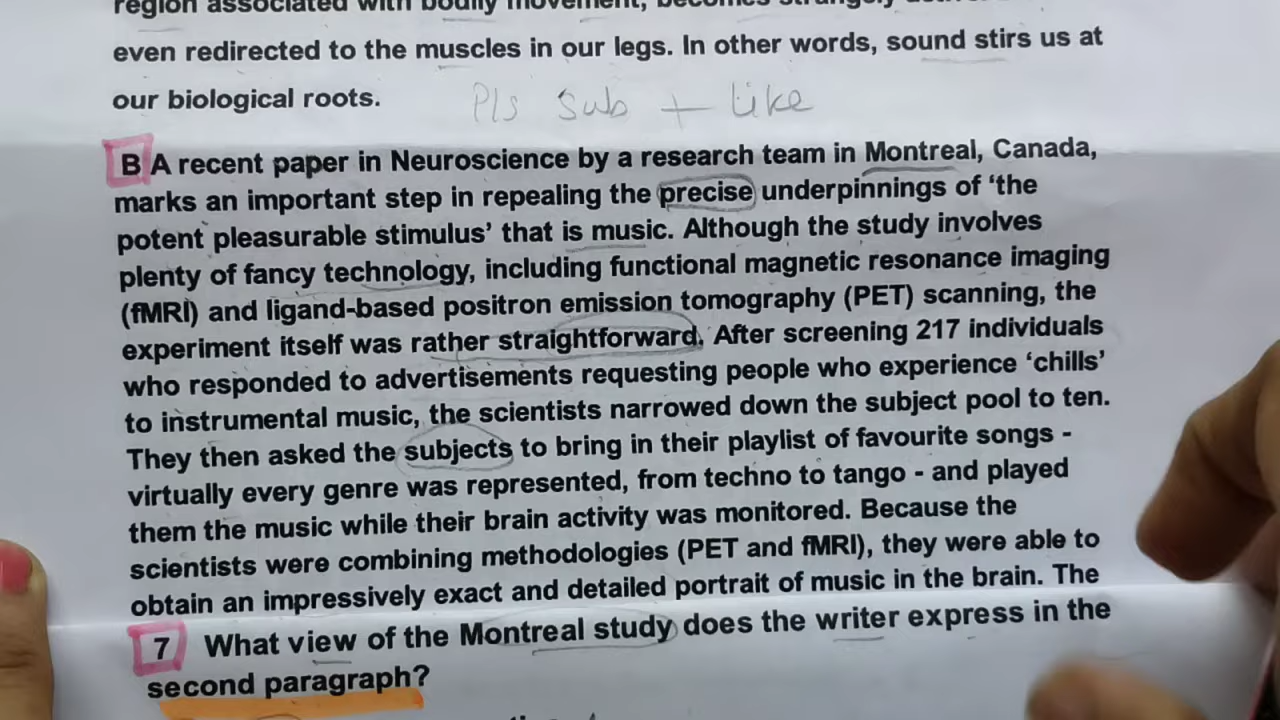 region associated with bodily movement, becomes strangely
even redirected to the muscles in our legs. In other words, sound stirs us at
our biological roots.
Pls Sub + Like
B A recent paper in Neuroscience by a research team in Montreal, Canada,
marks an important step in repealing the precise underpinnings of ‘the
potent pleasurable stimulus’ that is music. Although the study involves
plenty of fancy technology, including functional magnetic resonance imaging
(fMRI) and ligand-based positron emission tomography (PET) scanning, the
experiment itself was rather straightforward. After screening 217 individuals
who responded to advertisements requesting people who experience ‘chills’
to instrumental music, the scientists narrowed down the subject pool to ten.
They then asked the subjects to bring in their playlist of favourite songs -
virtually every genre was represented, from techno to tango - and played
them the music while their brain activity was monitored. Because the
scientists were combining methodologies (PET and fMRI), they were able to
obtain an impressively exact and detailed portrait of music in the brain. The
7 What view of the Montreal study does the writer express in the
second paragraph?